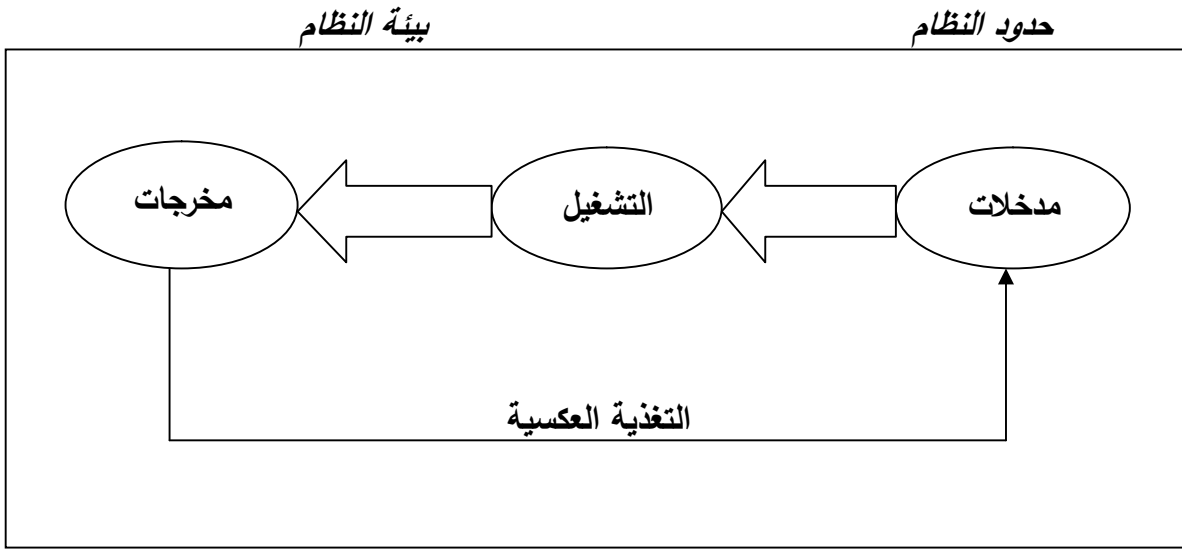 حدود النظام بيئة النظام
مدخلات التشغيل مخرجات
التغذية العكسية